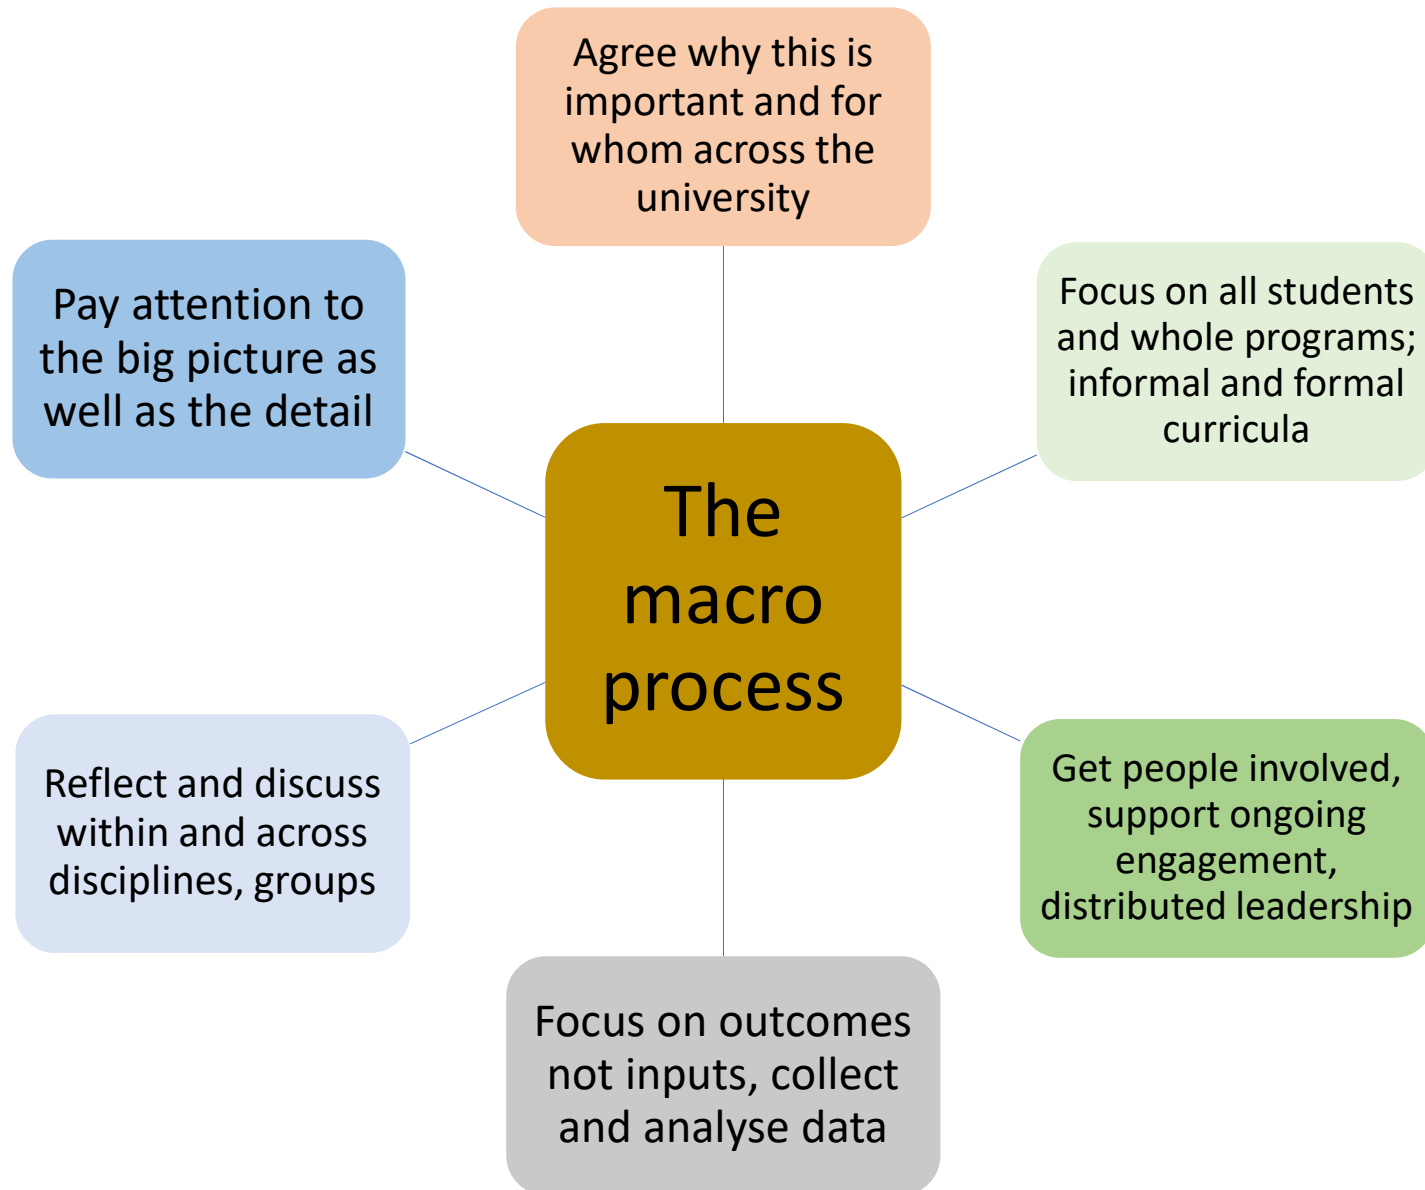 Agree why this is
important and for
whom across the
university
Focus on all students
and whole programs;
informal and formal
curricula
Get people involved,
support ongoing
engagement,
distributed leadership
Focus on outcomes
not inputs, collect
and analyse data
Reflect and discuss
within and across
disciplines, groups
Pay attention to
the big picture as
well as the detail
The
macro
process